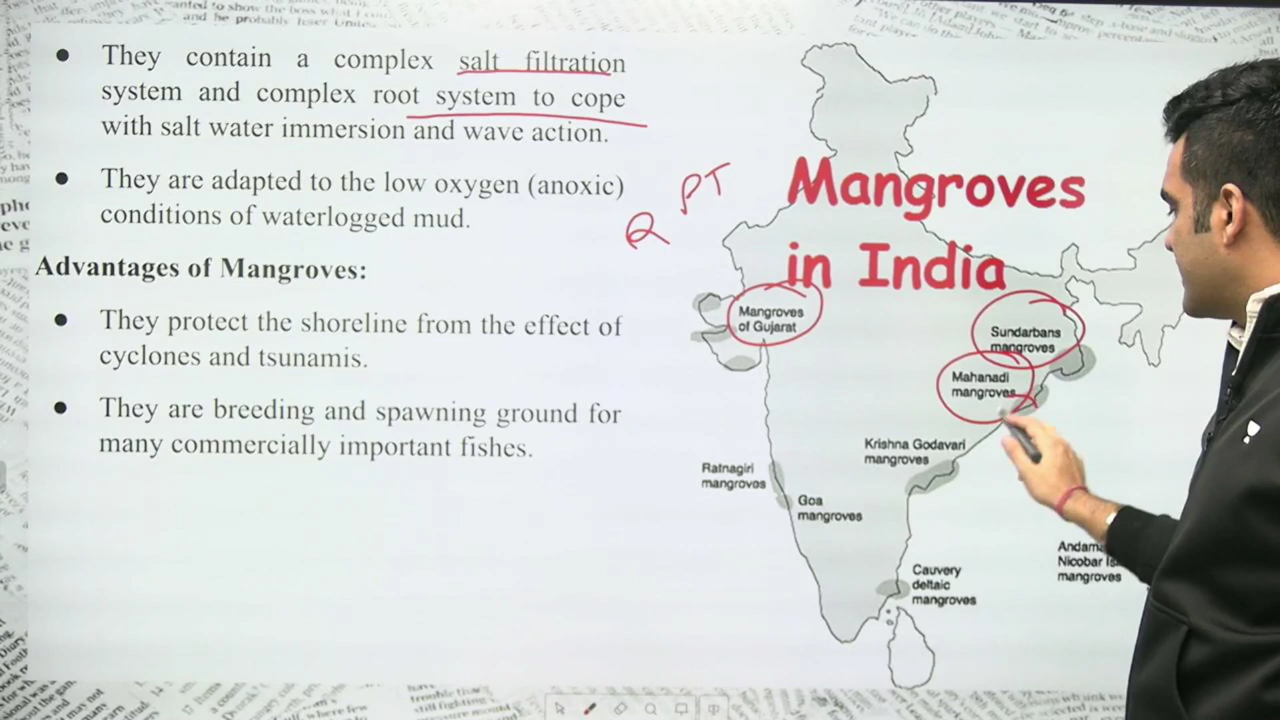 They contain a complex salt filtration
system and complex root system to cope
with salt water immersion and wave action.
They are adapted to the low oxygen (anoxic)
conditions of waterlogged mud.
Advantages of Mangroves:
They protect the shoreline from the effect of
cyclones and tsunamis.
They are breeding and spawning ground for
many commercially important fishes.
PT
Q
Mangroves
in India
Mangroves
of Gujarat
Sundarbans
mangroves
Mahanadi
mangroves
Krishna Godavari
mangroves
Ratnagiri
mangroves
Goa
mangroves
Cauvery
deltaic
mangroves
Nicobar
mangroves